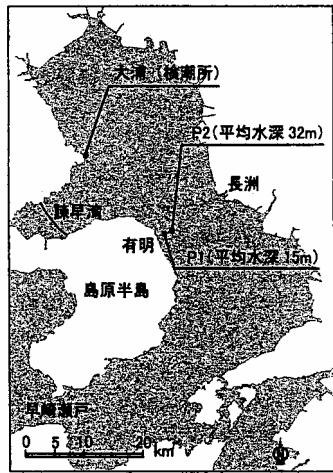 大浦（検潮所）
P2（平均水深 32m）
長洲
諫早湾
有明
P1（平均水深 15m）
島原半島
早崎瀬戸
0 5 10 20
km